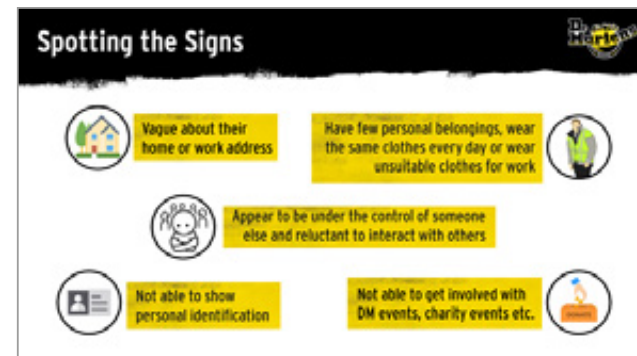 Spotting the Signs
Dr.
Martens
Vague about their
home or work address
Have few personal belongings, wear
the same clothes every day or wear
unsuitable clothes for work
Appear to be under the control of someone
else and reluctant to interact with others
Not able to show
personal identification
Not able to get involved with
DM events, charity events etc.
DONATE